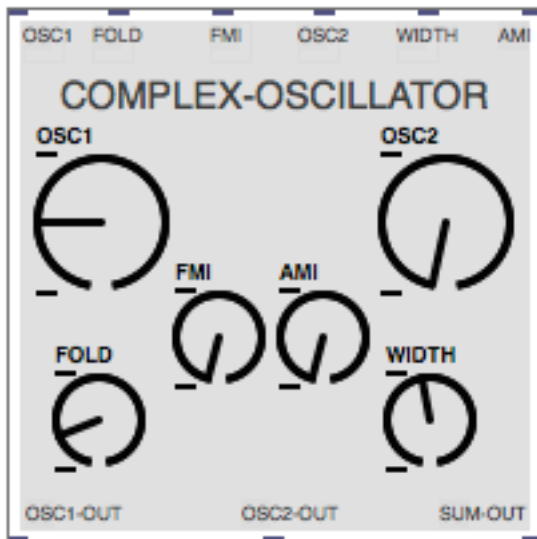 OSC1 FOLD FMI OSC2 WIDTH AMI
COMPLEX-OSCILLATOR
OSC1 OSC2
FMI AMI
FOLD WIDTH
OSC1-OUT OSC2-OUT SUM-OUT